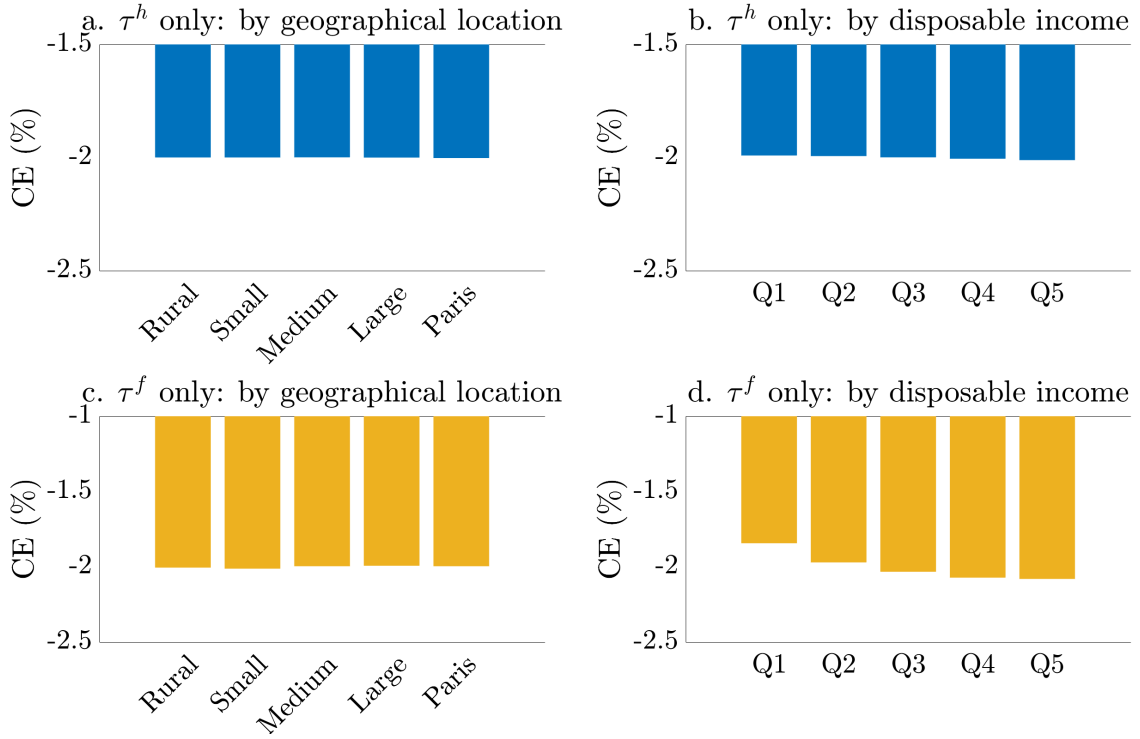 a. τ^h only: by geographical location
CE (%)
-1.5
-2
-2.5
Rural
Small
Medium
Large
Paris
b. τ^h only: by disposable income
CE (%)
-1.5
-2
-2.5
Q1 Q2 Q3 Q4 Q5
c. τ^f only: by geographical location
CE (%)
-1
-1.5
-2
-2.5
Rural
Small
Medium
Large
Paris
d. τ^f only: by disposable income
CE (%)
-1
-1.5
-2
-2.5
Q1 Q2 Q3 Q4 Q5